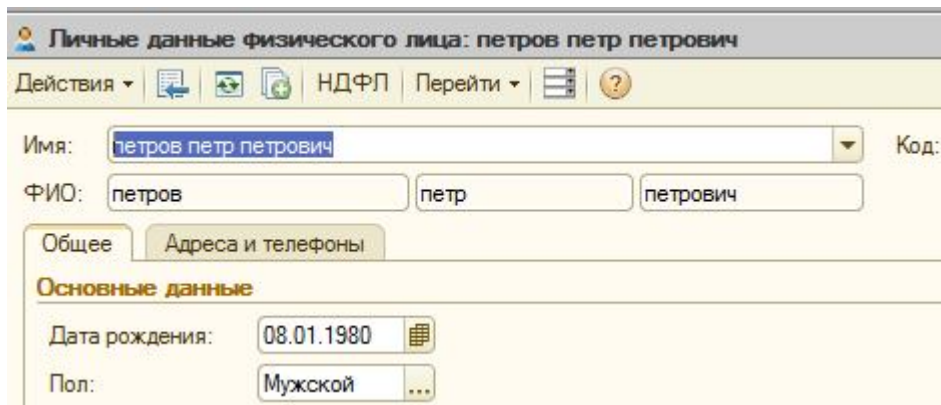 Личные данные физического лица: петров петр петрович
Действия НДФЛ Перейти ?
Имя: петров петр петрович Код:
ФИО: петров петр петрович
Общее Адреса и телефоны
Основные данные
Дата рождения: 08.01.1980
Пол: Мужской ...